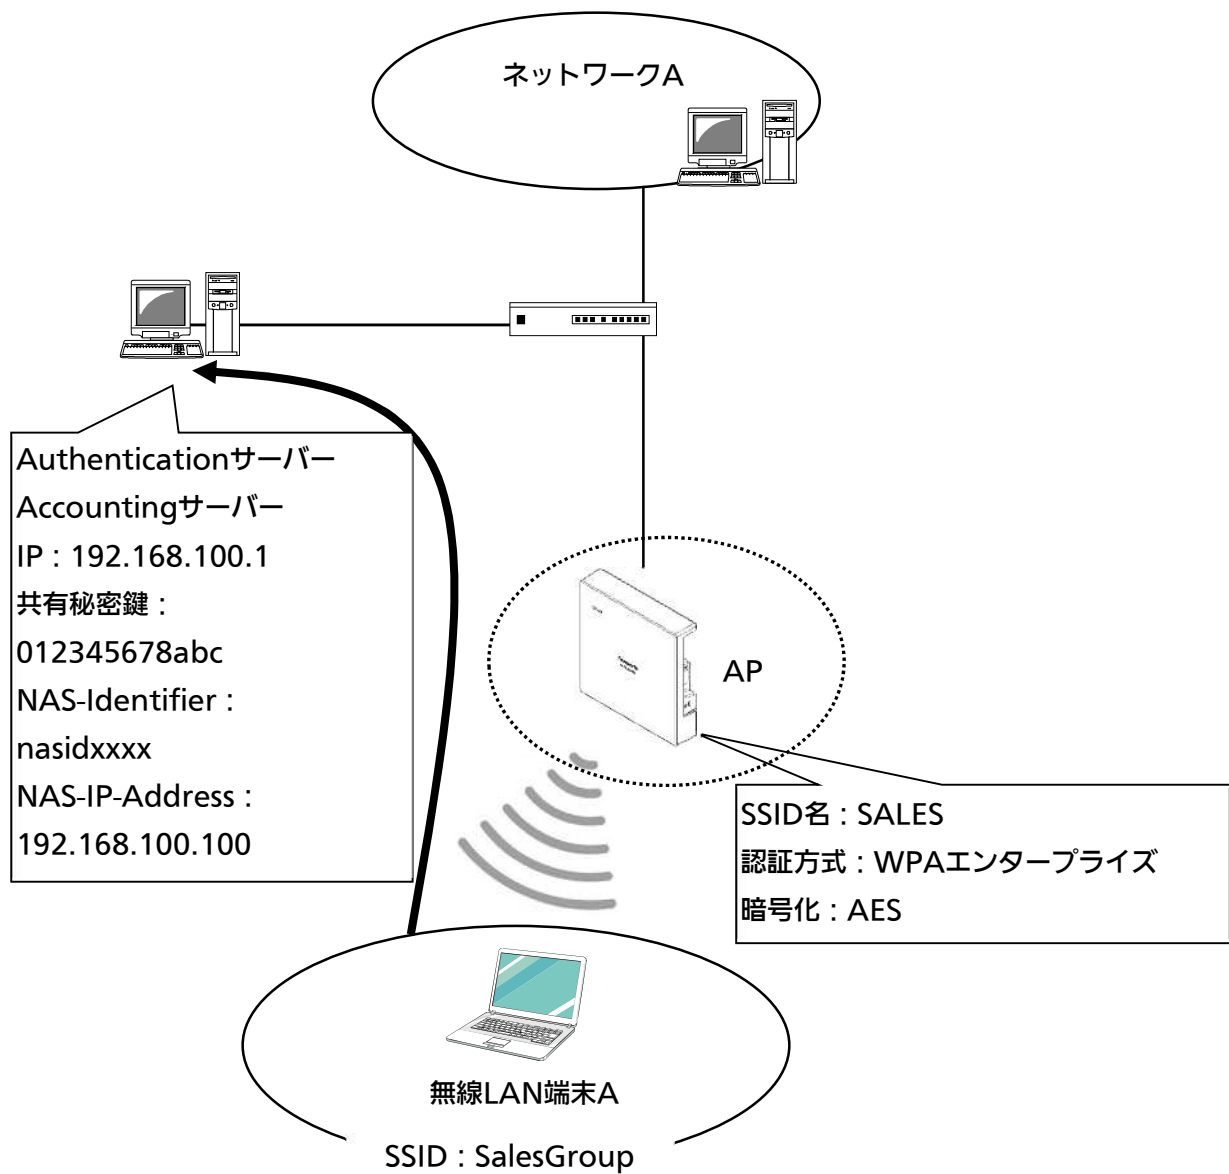 ネットワークA
Authenticationサーバー
Accountingサーバー
IP : 192.168.100.1
共有秘密鍵 :
012345678abc
NAS-Identifier :
nasidxxxx
NAS-IP-Address :
192.168.100.100
AP
SSID名 : SALES
認証方式 : WPAエンタープライズ
暗号化 : AES
無線LAN端末A
SSID : SalesGroup